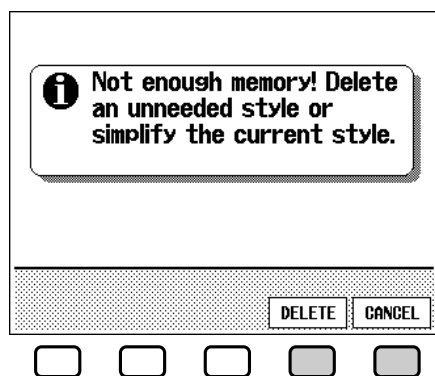 Not enough memory! Delete
an unneeded style or
simplify the current style.
DELETE CANCEL